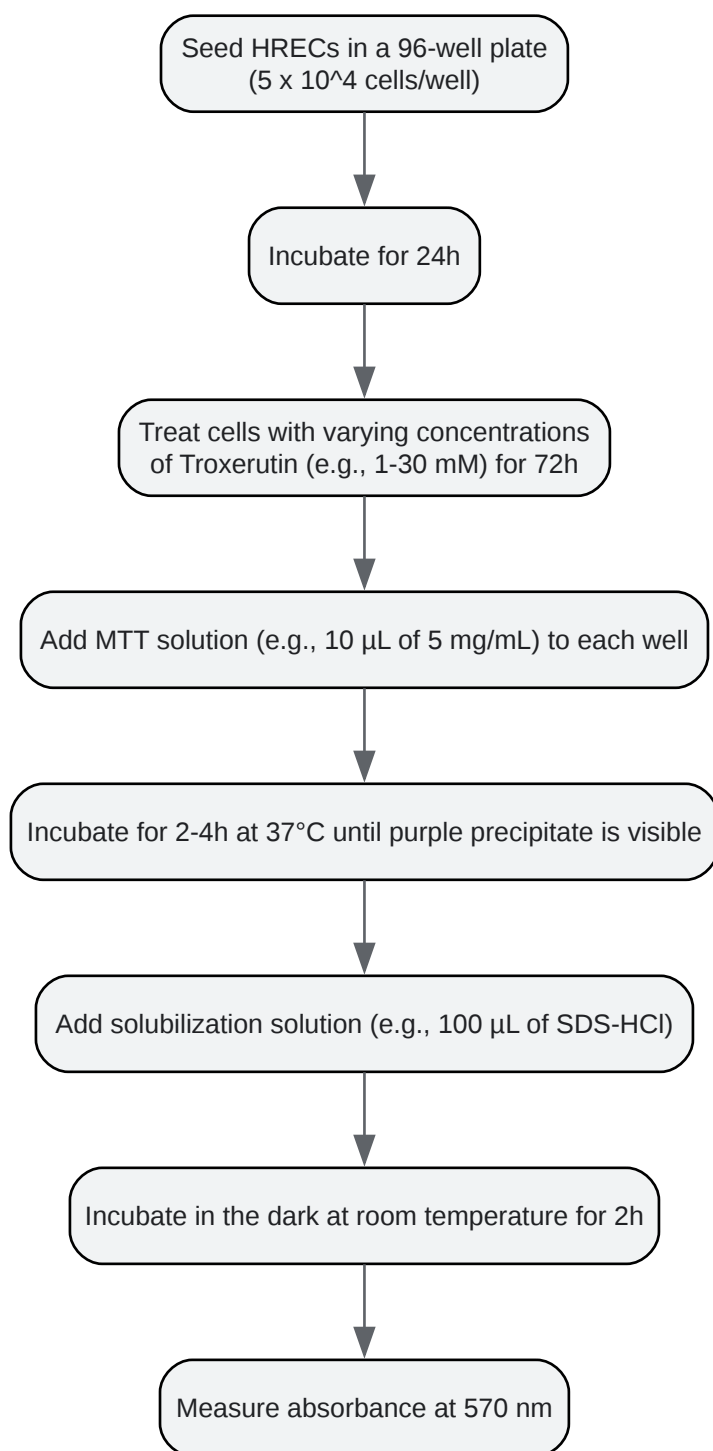 Seed HRECs in a 96-well plate
(5 x 10^4 cells/well)
Incubate for 24h
Treat cells with varying concentrations
of Troxerutin (e.g., 1-30 mM) for 72h
Add MTT solution (e.g., 10 µL of 5 mg/mL) to each well
Incubate for 2-4h at 37°C until purple precipitate is visible
Add solubilization solution (e.g., 100 µL of SDS-HCl)
Incubate in the dark at room temperature for 2h
Measure absorbance at 570 nm